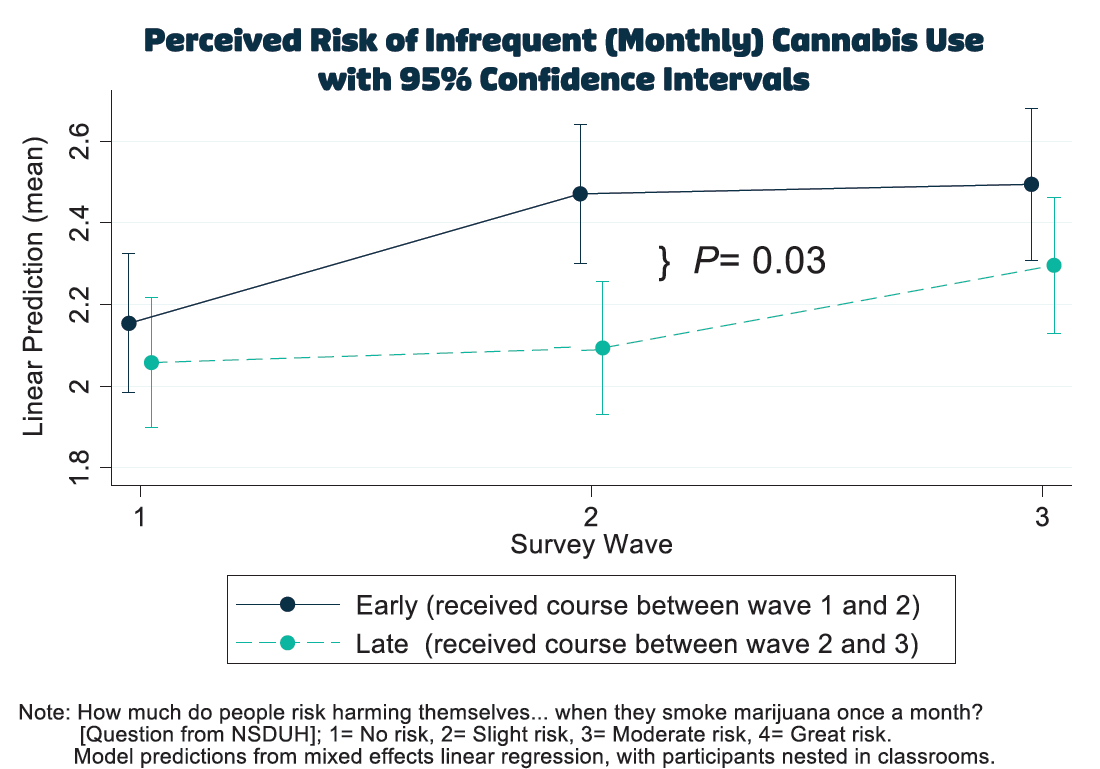 Perceived Risk of Infrequent (Monthly) Cannabis Use
with 95% Confidence Intervals
Linear Prediction (mean)
2.6
2.4
2.2
2
1.8
} P= 0.03
1
2
3
Survey Wave
Early (received course between wave 1 and 2)
Late (received course between wave 2 and 3)
Note: How much do people risk harming themselves... when they smoke marijuana once a month?
[Question from NSDUH]; 1= No risk, 2= Slight risk, 3= Moderate risk, 4= Great risk.
Model predictions from mixed effects linear regression, with participants nested in classrooms.